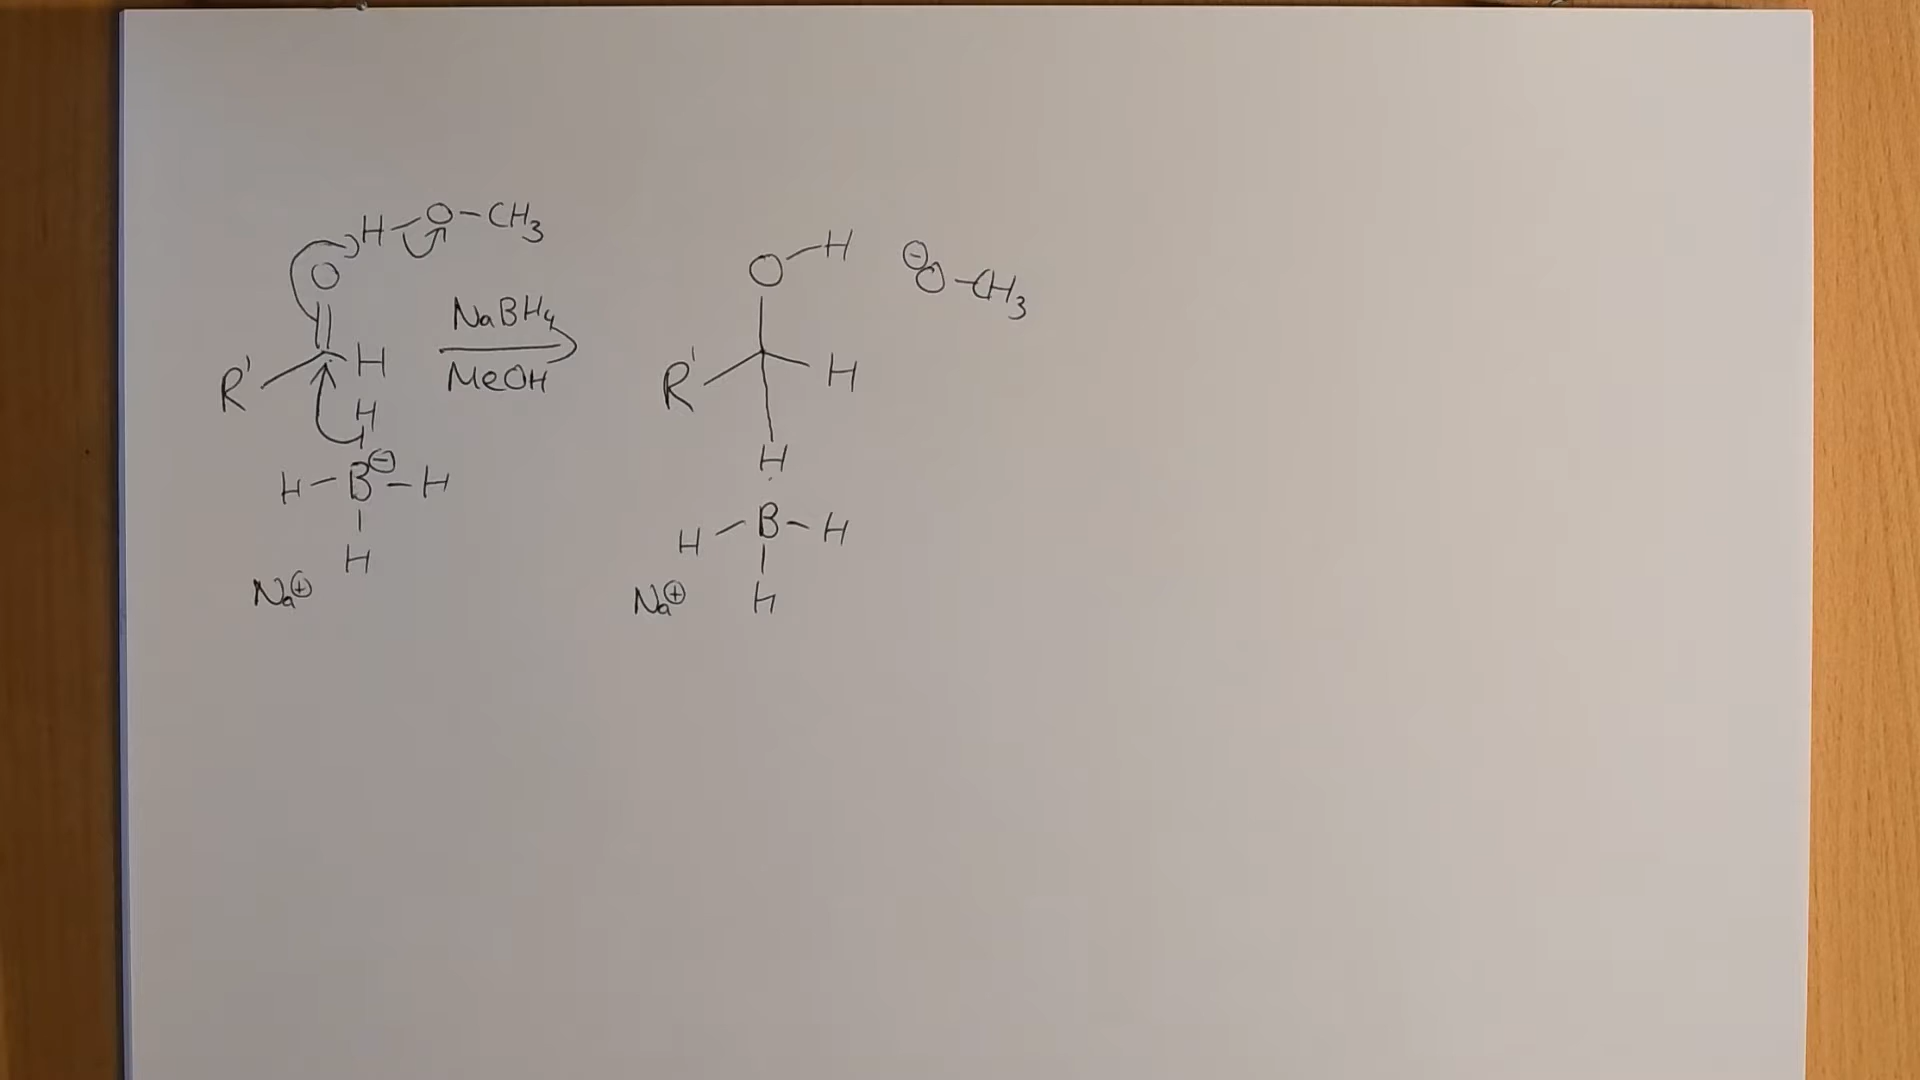 H-O-CH3
O
NaBH4
R' H
MeOH
H
H-B⊖-H
H
Na⊕
O-H ⊖O-CH3
R' H
H
H-B-H
H
Na⊕